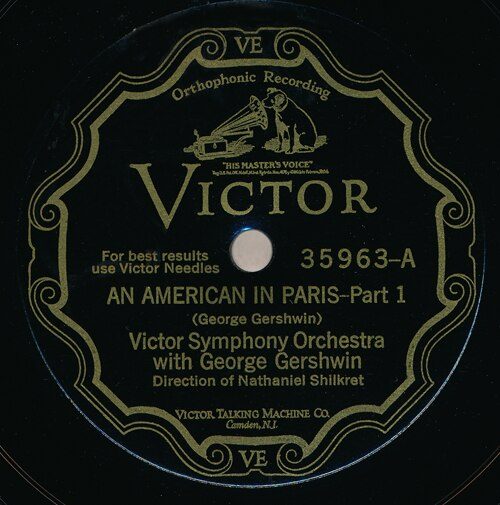 VE
Orthophonic Recording
"HIS MASTER'S VOICE"
VICTOR
For best results
use Victor Needles
35963-A
AN AMERICAN IN PARIS-Part 1
(George Gershwin)
Victor Symphony Orchestra
with George Gershwin
Direction of Nathaniel Shilkret
VICTOR TALKING MACHINE CO.
Camden, N.J.
VE